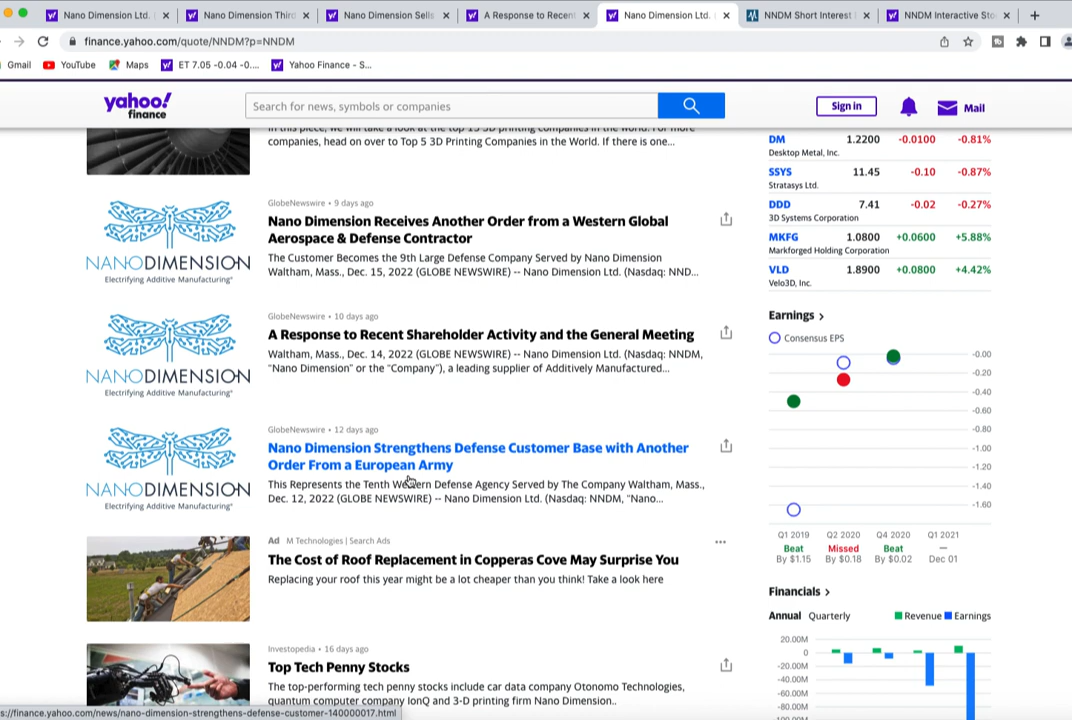 Nano Dimension Ltd.
Nano Dimension Third
Nano Dimension Sells
A Response to Recent
Nano Dimension Ltd.
NNDM Short Interest
NNDM Interactive Sto
finance.yahoo.com/quote/NNDM?p=NNDM
Gmail
YouTube
Maps
ET 7.05 -0.04 -0....
Yahoo Finance - S...
yahoo!
finance
Search for news, symbols or companies
Sign in
Mail
In this piece, we will take a look at the top 15 3D printing companies in the world. For more
companies, head on over to Top 5 3D Printing Companies in the World. If there is one...
GlobeNewswire • 9 days ago
Nano Dimension Receives Another Order from a Western Global
Aerospace & Defense Contractor
The Customer Becomes the 9th Large Defense Company Served by Nano Dimension
Waltham, Mass., Dec. 15, 2022 (GLOBE NEWSWIRE) -- Nano Dimension Ltd. (Nasdaq: NND...
NANODIMENSION
Electrifying Additive Manufacturing®
GlobeNewswire • 10 days ago
A Response to Recent Shareholder Activity and the General Meeting
Waltham, Mass., Dec. 14, 2022 (GLOBE NEWSWIRE) -- Nano Dimension Ltd. (Nasdaq: NNDM,
"Nano Dimension" or the "Company"), a leading supplier of Additively Manufactured...
NANODIMENSION
Electrifying Additive Manufacturing®
GlobeNewswire • 12 days ago
Nano Dimension Strengthens Defense Customer Base with Another
Order From a European Army
This Represents the Tenth Western Defense Agency Served by The Company Waltham, Mass.,
Dec. 12, 2022 (GLOBE NEWSWIRE) -- Nano Dimension Ltd. (Nasdaq: NNDM, "Nano...
NANODIMENSION
Electrifying Additive Manufacturing®
Ad M Technologies | Search Ads
The Cost of Roof Replacement in Copperas Cove May Surprise You
Replacing your roof this year might be a lot cheaper than you think! Take a look here
Investopedia • 16 days ago
Top Tech Penny Stocks
The top-performing tech penny stocks include car data company Otonomo Technologies,
quantum computer company IonQ and 3-D printing firm Nano Dimension..
s://finance.yahoo.com/news/nano-dimension-strengthens-defense-customer-140000017.html
DM 1.2200 -0.0100 -0.81%
Desktop Metal, Inc.
SSYS 11.45 -0.10 -0.87%
Stratasys Ltd.
DDD 7.41 -0.02 -0.27%
3D Systems Corporation
MKFG 1.0800 +0.0600 +5.88%
Markforged Holding Corporation
VLD 1.8900 +0.0800 +4.42%
Velo3D, Inc.
Earnings
Consensus EPS
-0.00
-0.20
-0.40
-0.60
-0.80
-1.00
-1.20
-1.40
-1.60
Q1 2019 Q2 2020 Q4 2020 Q1 2021
Beat Missed Beat —
By $1.15 By $0.18 By $0.02 Dec 01
Financials
Annual Quarterly Revenue Earnings
20.00M
0
-20.00M
-40.00M
-60.00M
-80.00M
-100.00M